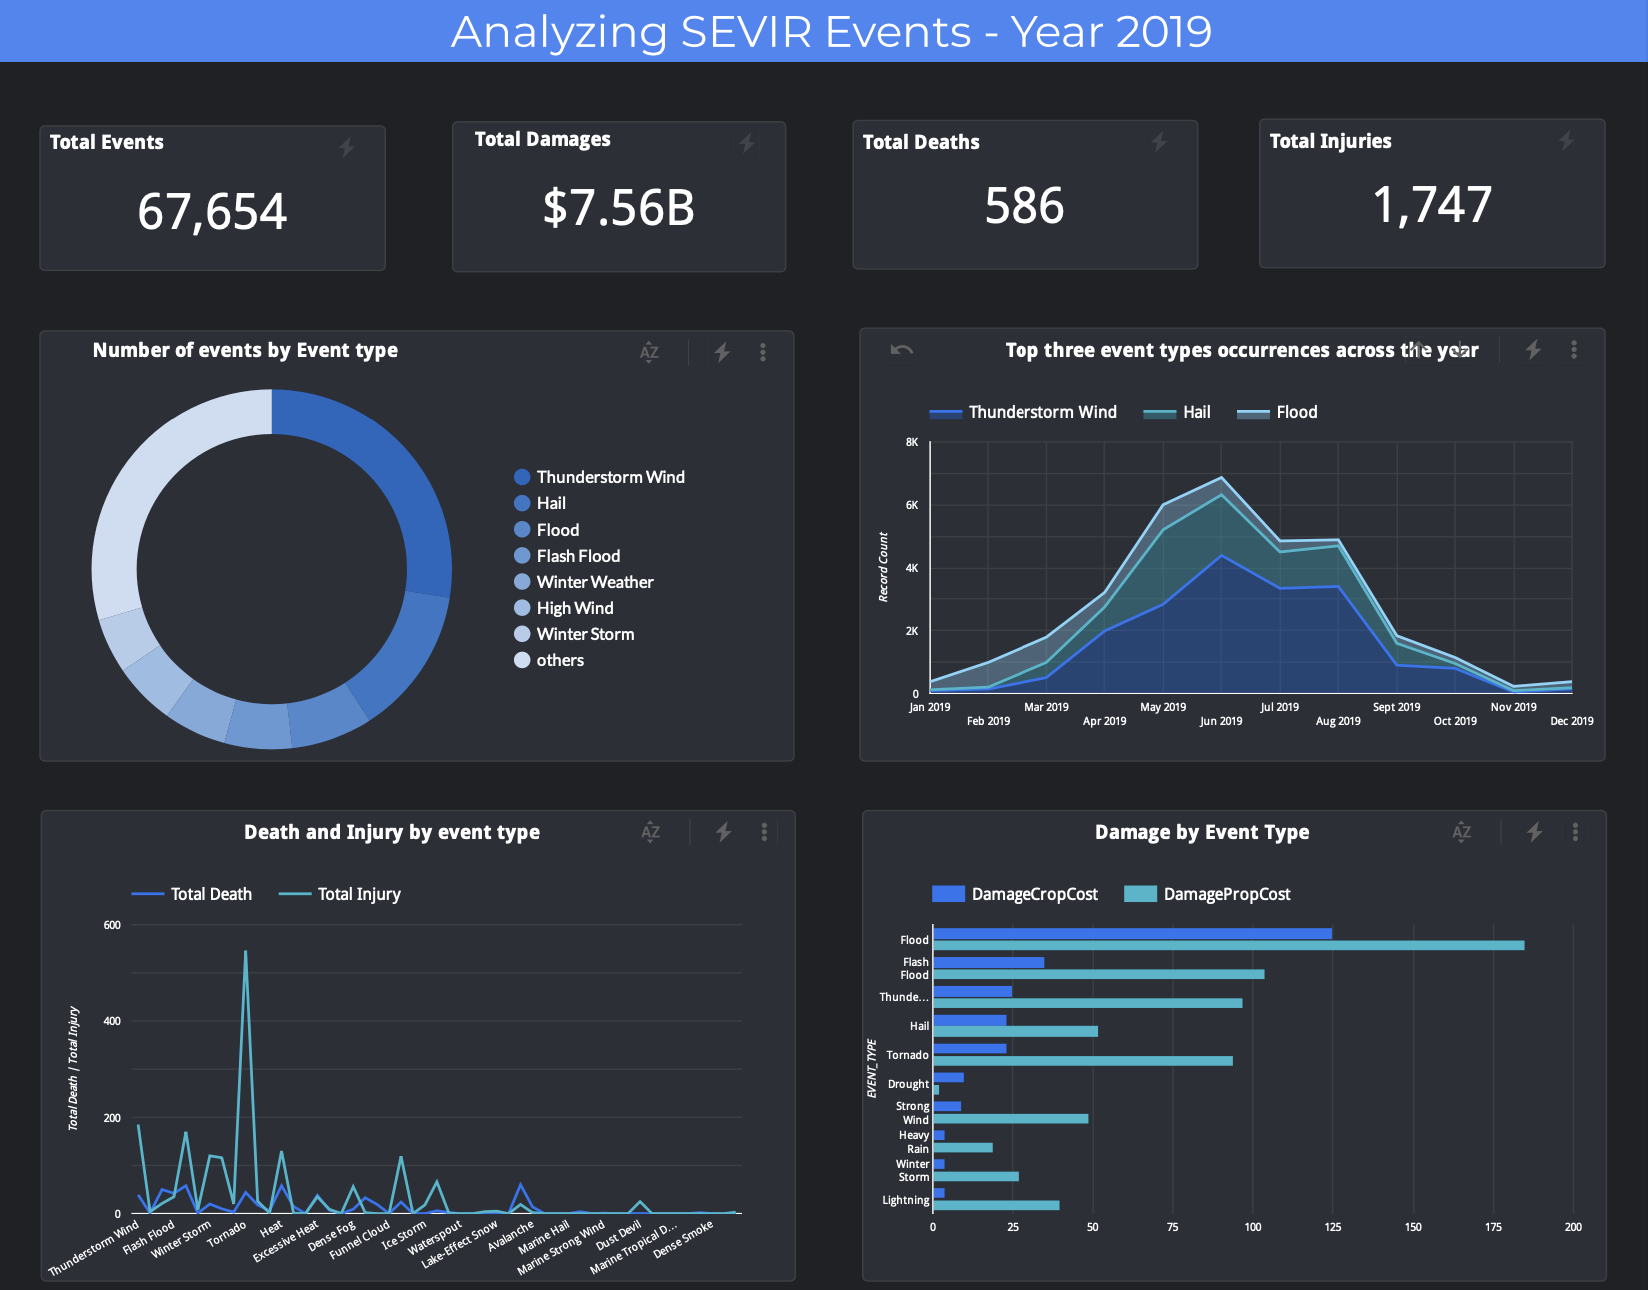 Analyzing SEVIR Events - Year 2019
Total Events
67,654
Total Damages
$7.56B
Total Deaths
586
Total Injuries
1,747
Number of events by Event type
AZ
Thunderstorm Wind
Hail
Flood
Flash Flood
Winter Weather
High Wind
Winter Storm
others
Top three event types occurrences across the year
Thunderstorm Wind Hail Flood
8K
6K
4K
2K
0
Record Count
Jan 2019
Feb 2019
Mar 2019
Apr 2019
May 2019
Jun 2019
Jul 2019
Aug 2019
Sept 2019
Oct 2019
Nov 2019
Dec 2019
Death and Injury by event type
AZ
Total Death Total Injury
600
400
200
0
Total Death | Total Injury
Thunderstorm Wind
Flash Flood
Winter Storm
Tornado
Heat
Excessive Heat
Dense Fog
Funnel Cloud
Ice Storm
Waterspout
Lake-Effect Snow
Avalanche
Marine Hail
Marine Strong Wind
Dust Devil
Marine Tropical D...
Dense Smoke
Damage by Event Type
AZ
DamageCropCost DamagePropCost
EVENT_TYPE
Flood
Flash
Flood
Thunde...
Hail
Tornado
Drought
Strong
Wind
Heavy
Rain
Winter
Storm
Lightning
0 25 50 75 100 125 150 175 200